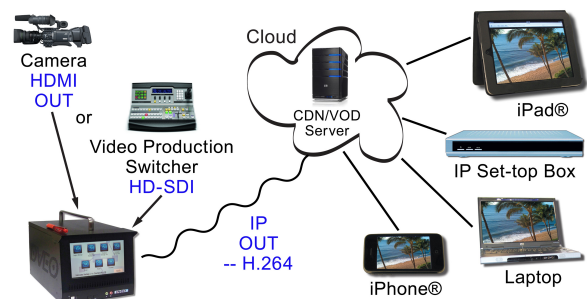 Cloud
Camera
HDMI
OUT
or
Video Production
Switcher
HD-SDI
CDN/VOD
Server
IP
OUT
-- H.264
iPad®
IP Set-top Box
Laptop
iPhone®